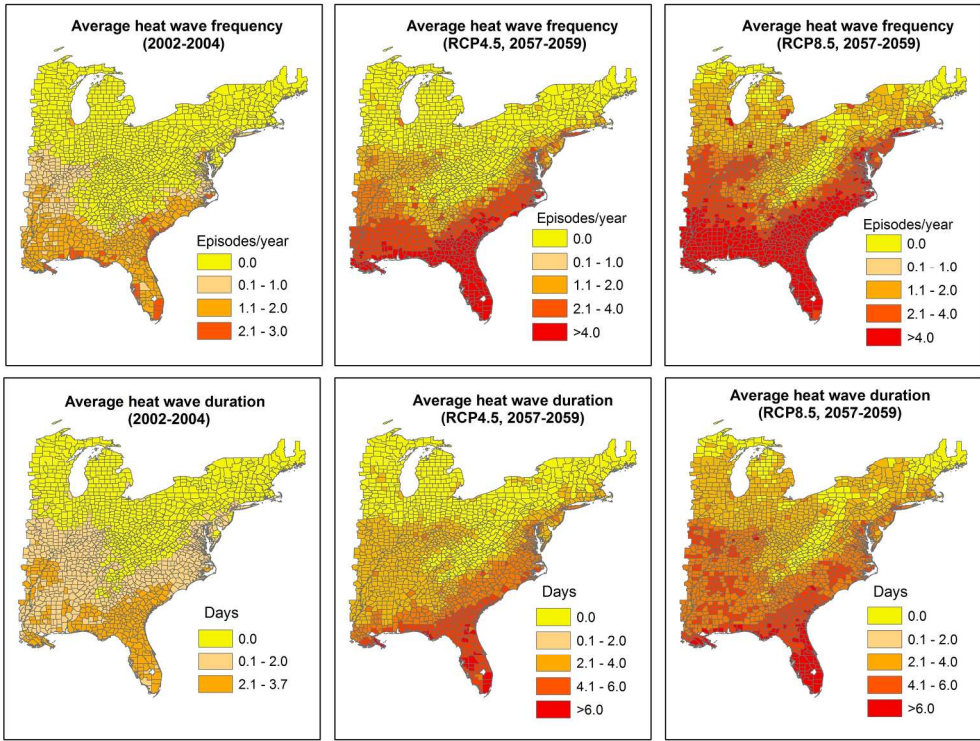 Average heat wave frequency
(2002-2004)
Episodes/year
0.0
0.1 - 1.0
1.1 - 2.0
2.1 - 3.0
Average heat wave frequency
(RCP4.5, 2057-2059)
Episodes/year
0.0
0.1 - 1.0
1.1 - 2.0
2.1 - 4.0
>4.0
Average heat wave frequency
(RCP8.5, 2057-2059)
Episodes/year
0.0
0.1 - 1.0
1.1 - 2.0
2.1 - 4.0
>4.0
Average heat wave duration
(2002-2004)
Days
0.0
0.1 - 2.0
2.1 - 3.7
Average heat wave duration
(RCP4.5, 2057-2059)
Days
0.0
0.1 - 2.0
2.1 - 4.0
4.1 - 6.0
>6.0
Average heat wave duration
(RCP8.5, 2057-2059)
Days
0.0
0.1 - 2.0
2.1 - 4.0
4.1 - 6.0
>6.0